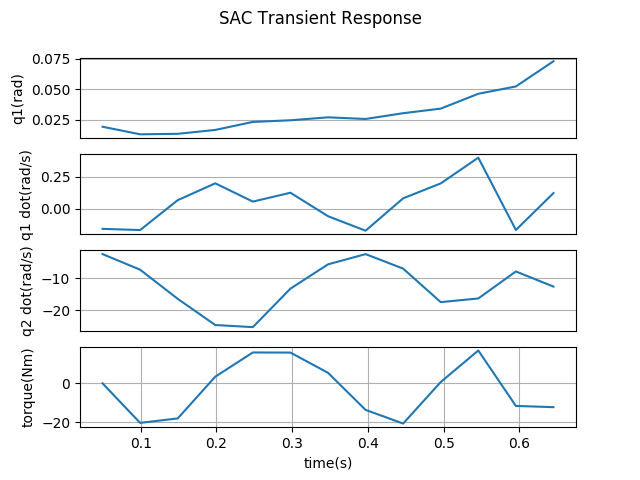 SAC Transient Response
q1(rad)
0.075
0.050
0.025
q1 dot(rad/s)
0.25
0.00
q2 dot(rad/s)
−10
−20
torque(Nm)
0
−20
0.1 0.2 0.3 0.4 0.5 0.6
time(s)